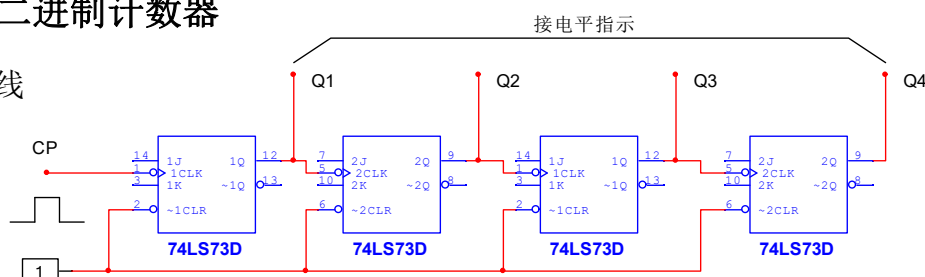 二进制计数器
接电平指示
线
Q1 Q2 Q3 Q4
CP
14 1J 1Q 12 7 2J 2Q 9 14 1J 1Q 12 7 2J 2Q 9
1 1CLK 5 2CLK 1 1CLK 5 2CLK
3 1K ~1Q 13 10 2K ~2Q 8 3 1K ~1Q 13 10 2K ~2Q 8
2 ~1CLR 6 ~2CLR 2 ~1CLR 6 ~2CLR
74LS73D 74LS73D 74LS73D 74LS73D
1